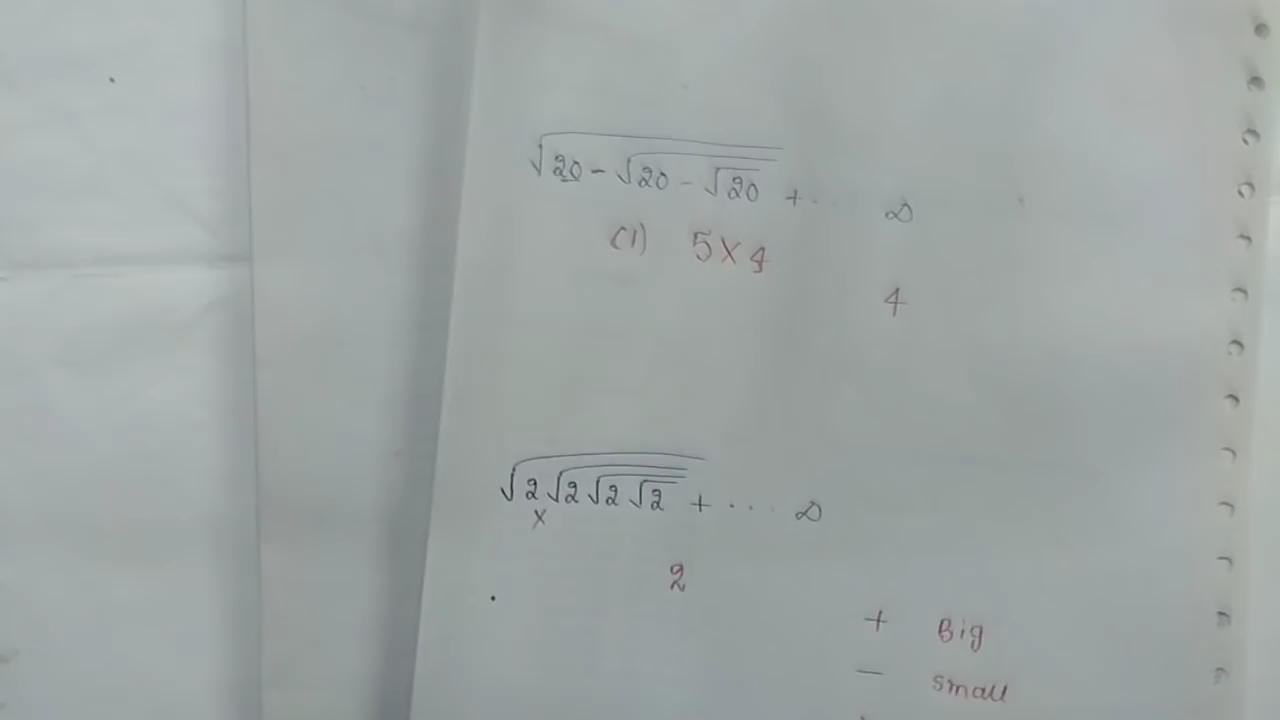 √20 - √20 - √20 + .. ∞
(1) 5 × 4
4
√2√2√2√2 + .... ∞
×
2
+ Big
- small